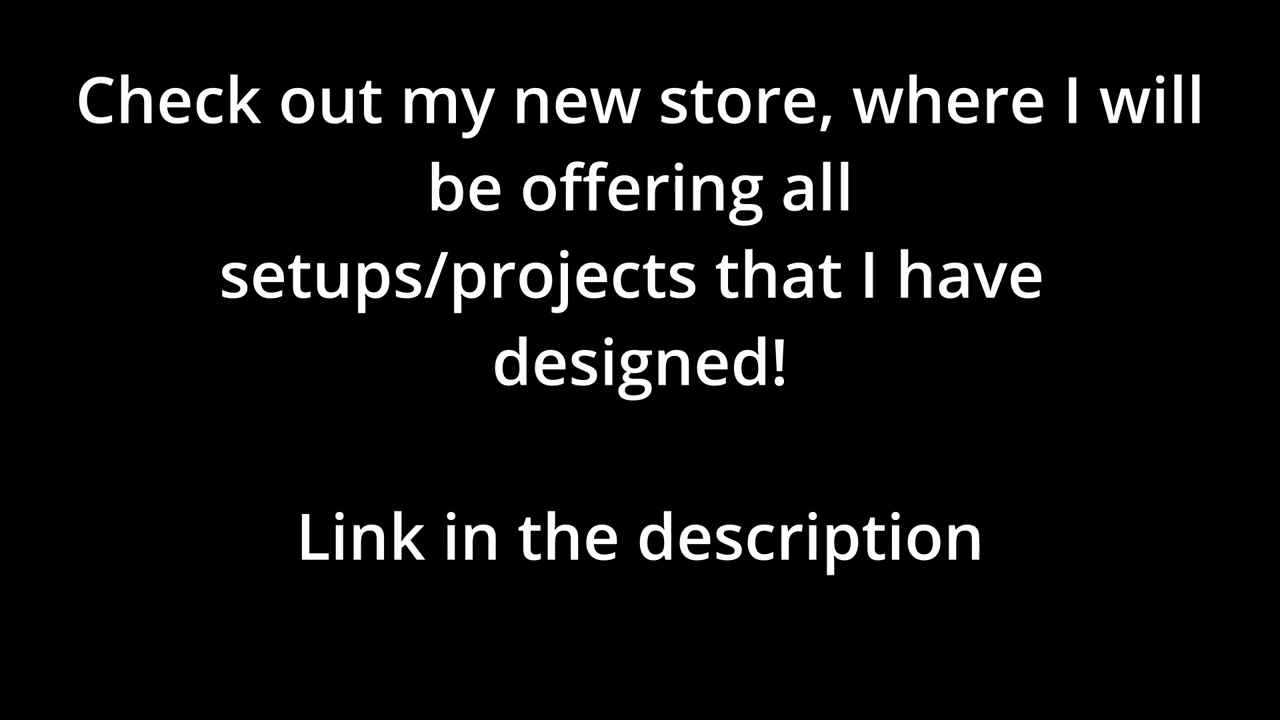 Check out my new store, where I will
be offering all
setups/projects that I have
designed!
Link in the description